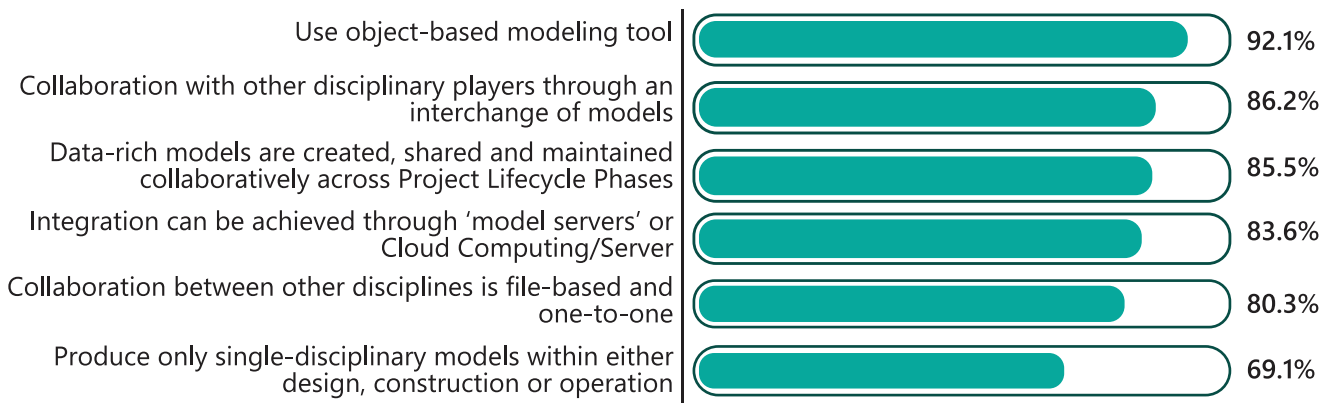 Use object-based modeling tool
92.1%
Collaboration with other disciplinary players through an
interchange of models
86.2%
Data-rich models are created, shared and maintained
collaboratively across Project Lifecycle Phases
85.5%
Integration can be achieved through ‘model servers’ or
Cloud Computing/Server
83.6%
Collaboration between other disciplines is file-based and
one-to-one
80.3%
Produce only single-disciplinary models within either
design, construction or operation
69.1%